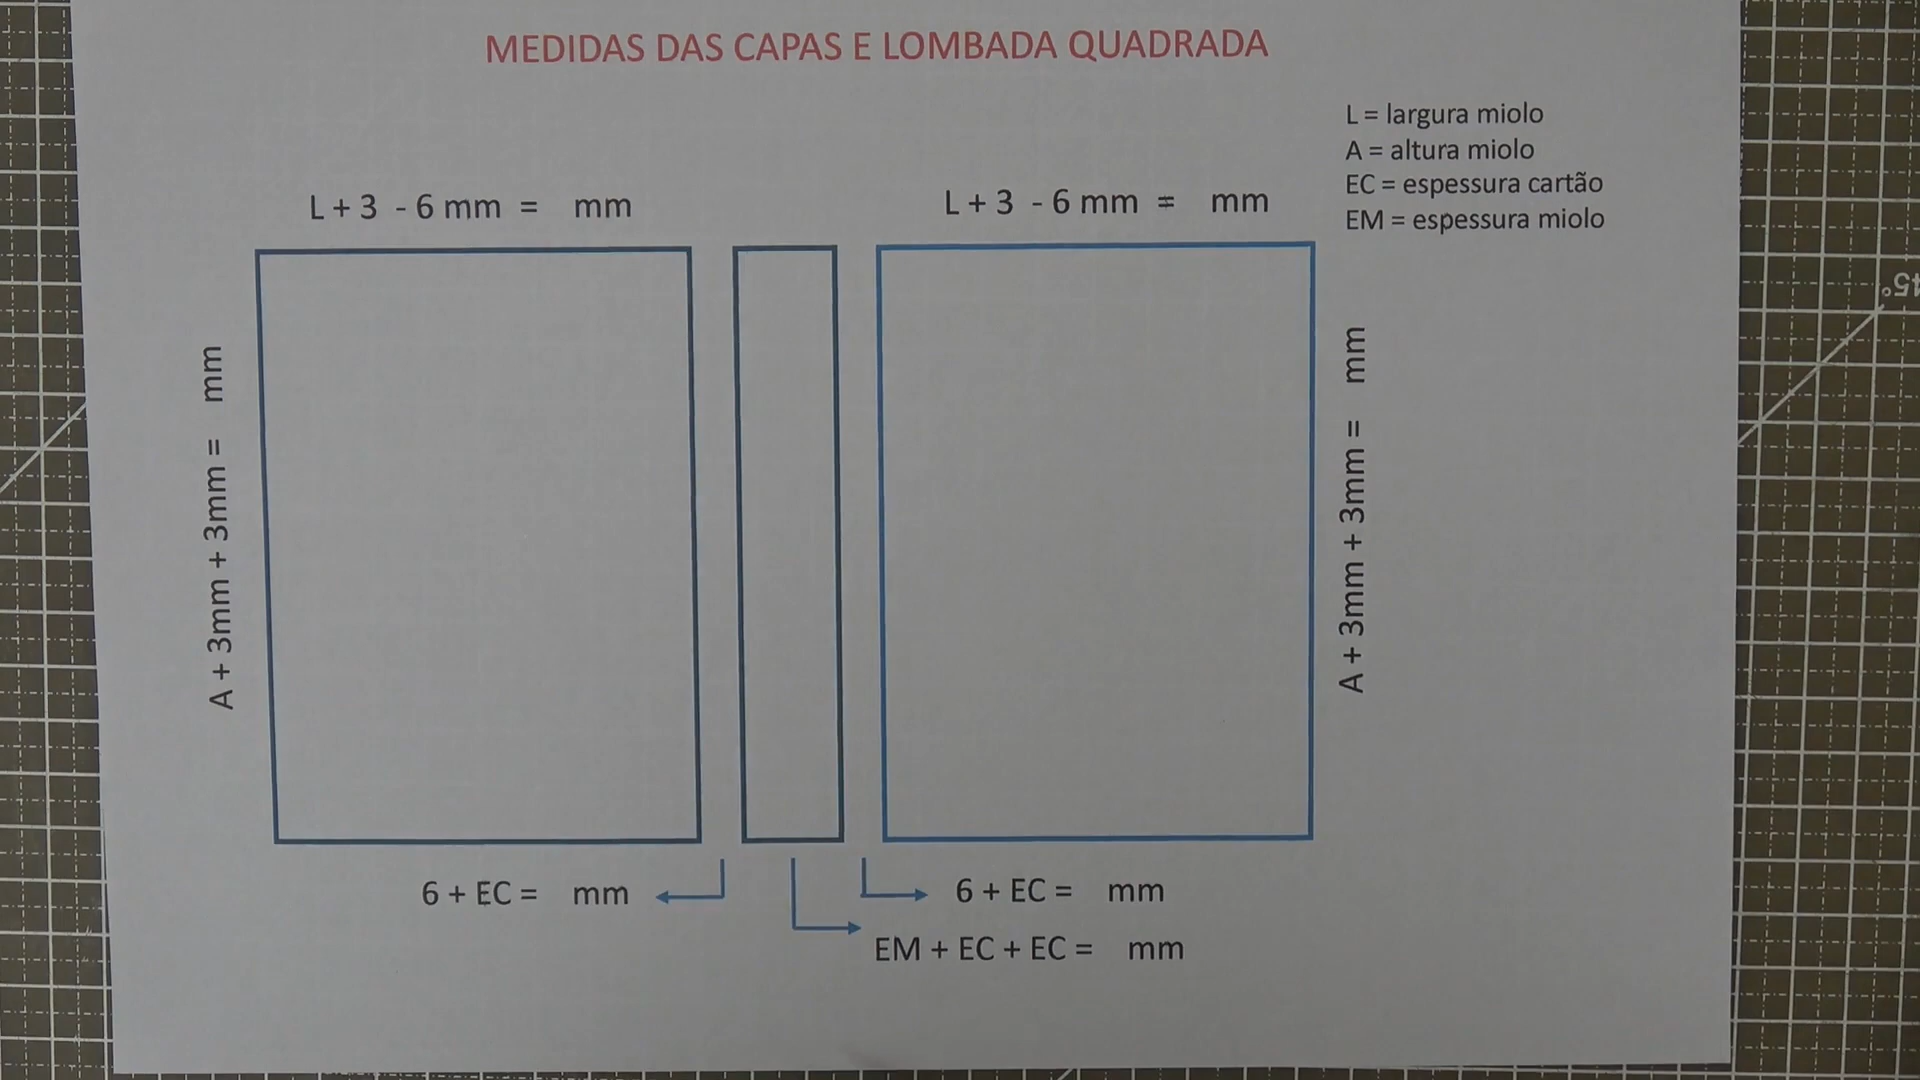 MEDIDAS DAS CAPAS E LOMBADA QUADRADA
L = largura miolo
A = altura miolo
EC = espessura cartão
EM = espessura miolo
L + 3 - 6 mm = mm
L + 3 - 6 mm = mm
A + 3mm + 3mm = mm
A + 3mm + 3mm = mm
6 + EC = mm
6 + EC = mm
EM + EC + EC = mm
45°